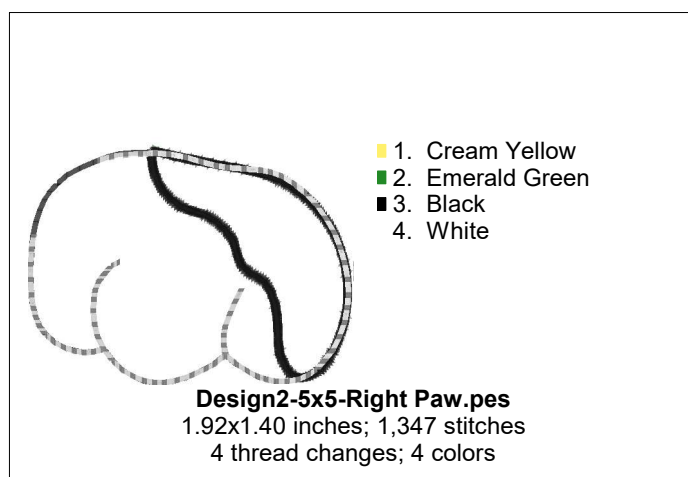 1. Cream Yellow
2. Emerald Green
3. Black
4. White
Design2-5x5-Right Paw.pes
1.92x1.40 inches; 1,347 stitches
4 thread changes; 4 colors